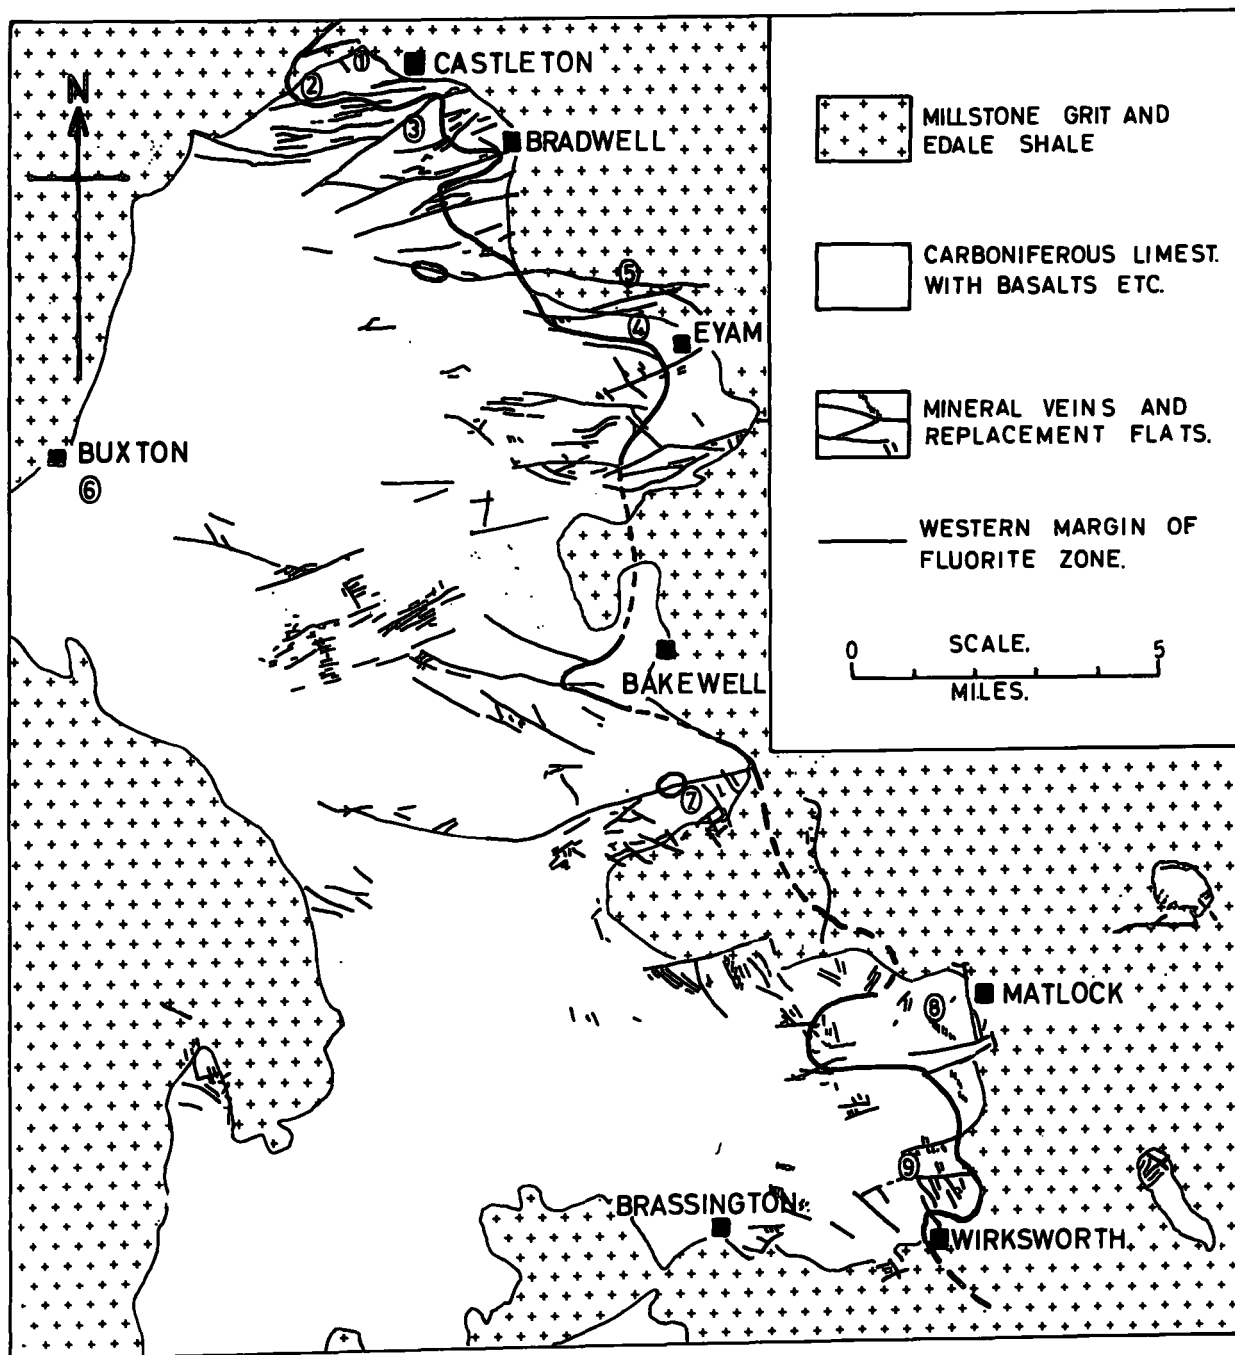 N
① CASTLETON
②
③ BRADWELL
⑤
④ EYAM
BUXTON
⑥
BAKEWELL
⑦
⑧ MATLOCK
⑨
BRASSINGTON
WIRKSWORTH
MILLSTONE GRIT AND
EDALE SHALE
CARBONIFEROUS LIMEST.
WITH BASALTS ETC.
MINERAL VEINS AND
REPLACEMENT FLATS.
WESTERN MARGIN OF
FLUORITE ZONE.
0 SCALE. 5
MILES.